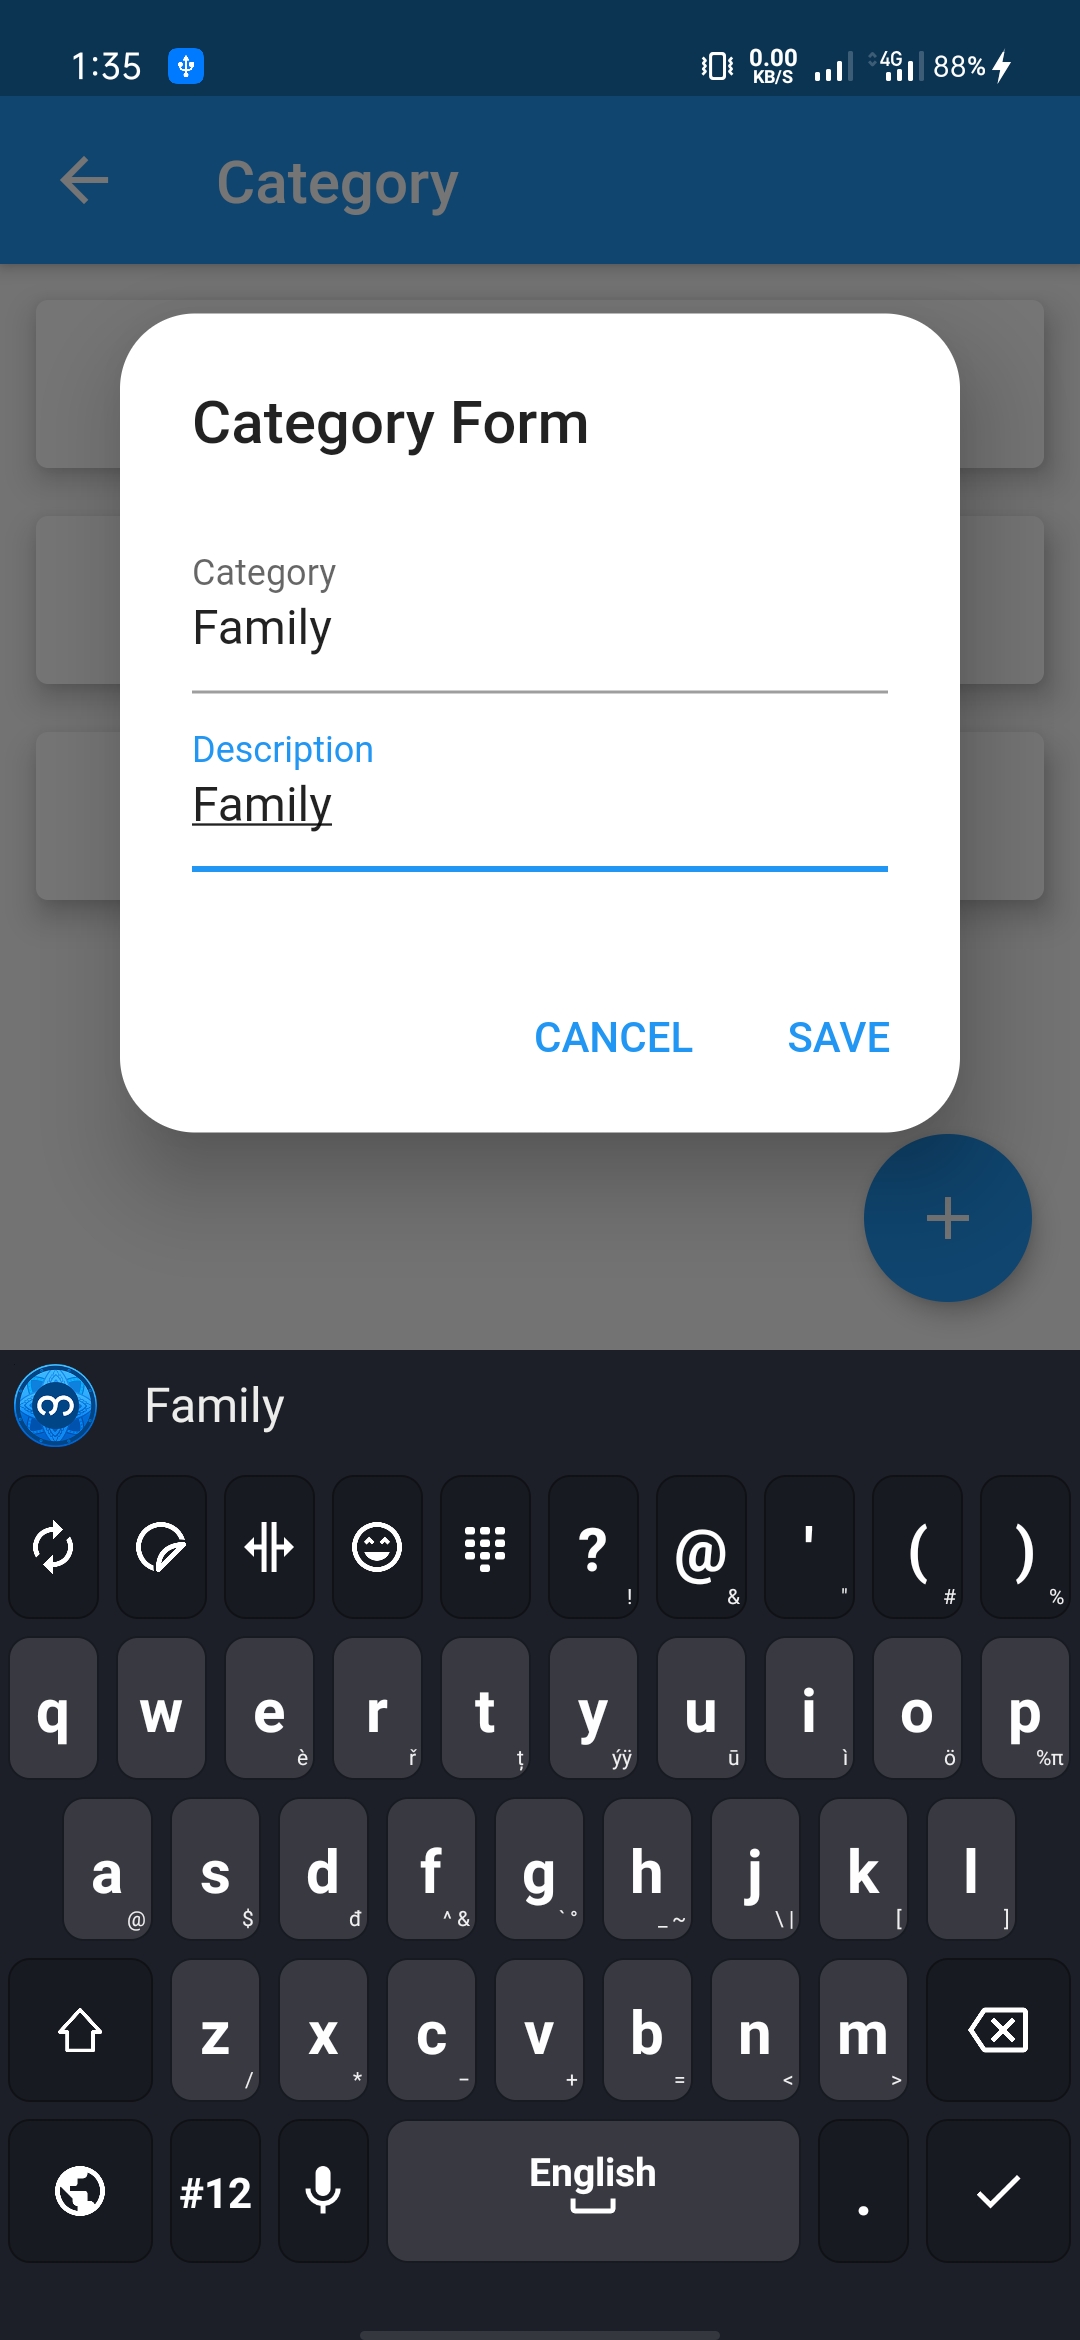 1:35 0.00 KB/S 4G 88%
Category
Category Form
Category
Family
Description
Family
CANCEL SAVE
Family
? ! @ & ' " ( # ) %
q w e è r ř t ţ y ýÿ u ū i ì o ö p %π
a @ s $ d đ f ^ & g ` ° h _ ~ j \ | k [ l ]
z / x * c − v + b = n < m >
#12 English .